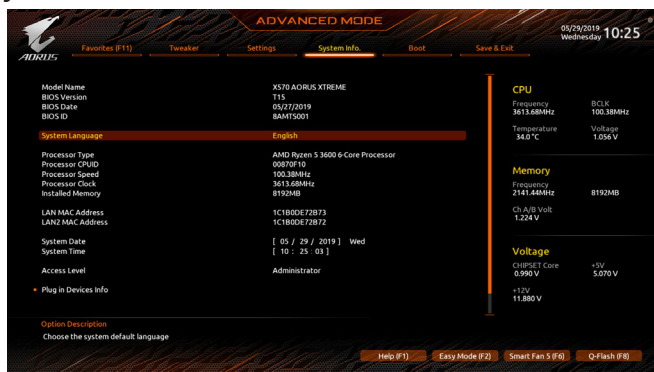 ADVANCED MODE
05/29/2019 10:25
Wednesday
AORUS
Favorites (F11) Tweaker Settings System Info. Boot Save & Exit
Model Name X570 AORUS XTREME
BIOS Version T15
BIOS Date 05/27/2019
BIOS ID 8AMTS001
System Language English
Processor Type AMD Ryzen 5 3600 6-Core Processor
Processor CPUID 00870F10
Processor Speed 100.38MHz
Processor Clock 3613.68MHz
Installed Memory 8192MB
LAN MAC Address 1C1B0DE72B73
LAN2 MAC Address 1C1B0DE72B72
System Date [ 05 / 29 / 2019 ] Wed
System Time [ 10 : 25 : 03 ]
Access Level Administrator
Plug in Devices Info
CPU
Frequency BCLK
3613.68MHz 100.38MHz
Temperature Voltage
34.0 °C 1.056 V
Memory
Frequency
2141.44MHz 8192MB
Ch A/B Volt
1.224 V
Voltage
CHIPSET Core +5V
0.990 V 5.070 V
+12V
11.880 V
Option Description
Choose the system default language
Help (F1) Easy Mode (F2) Smart Fan 5 (F6) Q-Flash (F8)